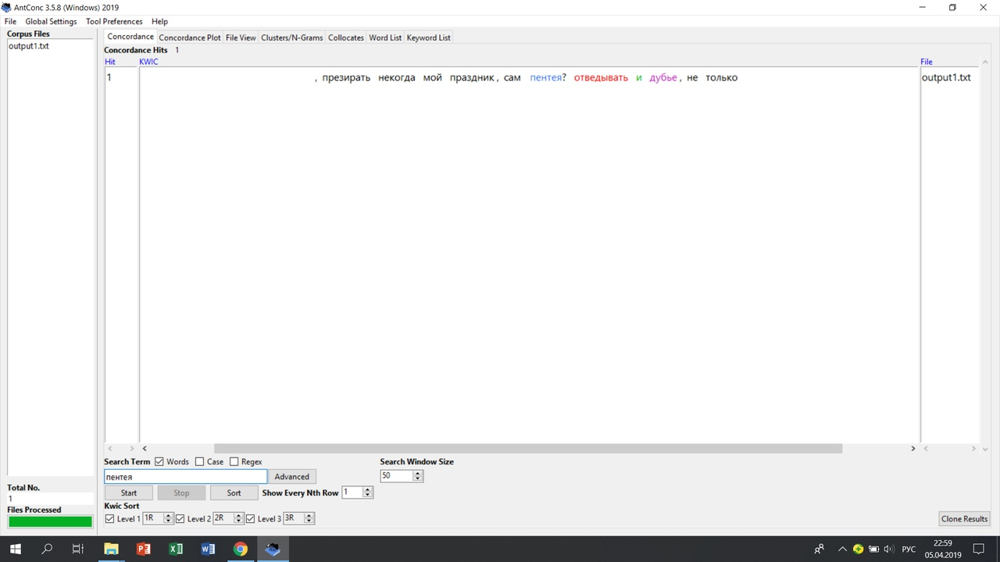 AntConc 3.5.8 (Windows) 2019
File Global Settings Tool Preferences Help
Corpus Files
output1.txt
Concordance Concordance Plot File View Clusters/N-Grams Collocates Word List Keyword List
Concordance Hits 1
Hit KWIC File
1 , презирать некогда мой праздник, сам пентея? отведывать и дубье, не только output1.txt
Search Term Words Case Regex Search Window Size
пентея Advanced 50
Total No.
1
Start Stop Sort Show Every Nth Row 1
Files Processed
Kwic Sort
Level 1 1R Level 2 2R Level 3 3R Clone Results
РУС 22:59
05.04.2019